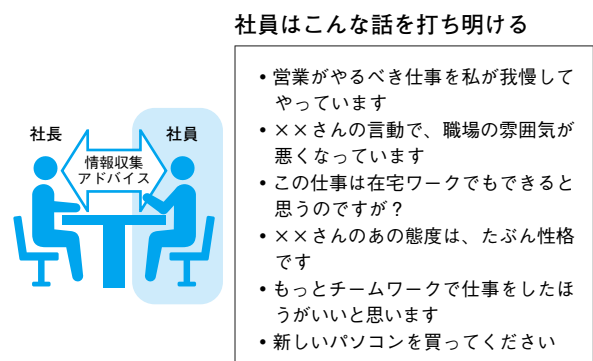 社員はこんな話を打ち明ける
社長
社員
情報収集
アドバイス
•営業がやるべき仕事を私が我慢して
やっています
•××さんの言動で、職場の雰囲気が
悪くなっています
•この仕事は在宅ワークでもできると
思うのですが？
•××さんのあの態度は、たぶん性格
です
•もっとチームワークで仕事をしたほ
うがいいと思います
•新しいパソコンを買ってください